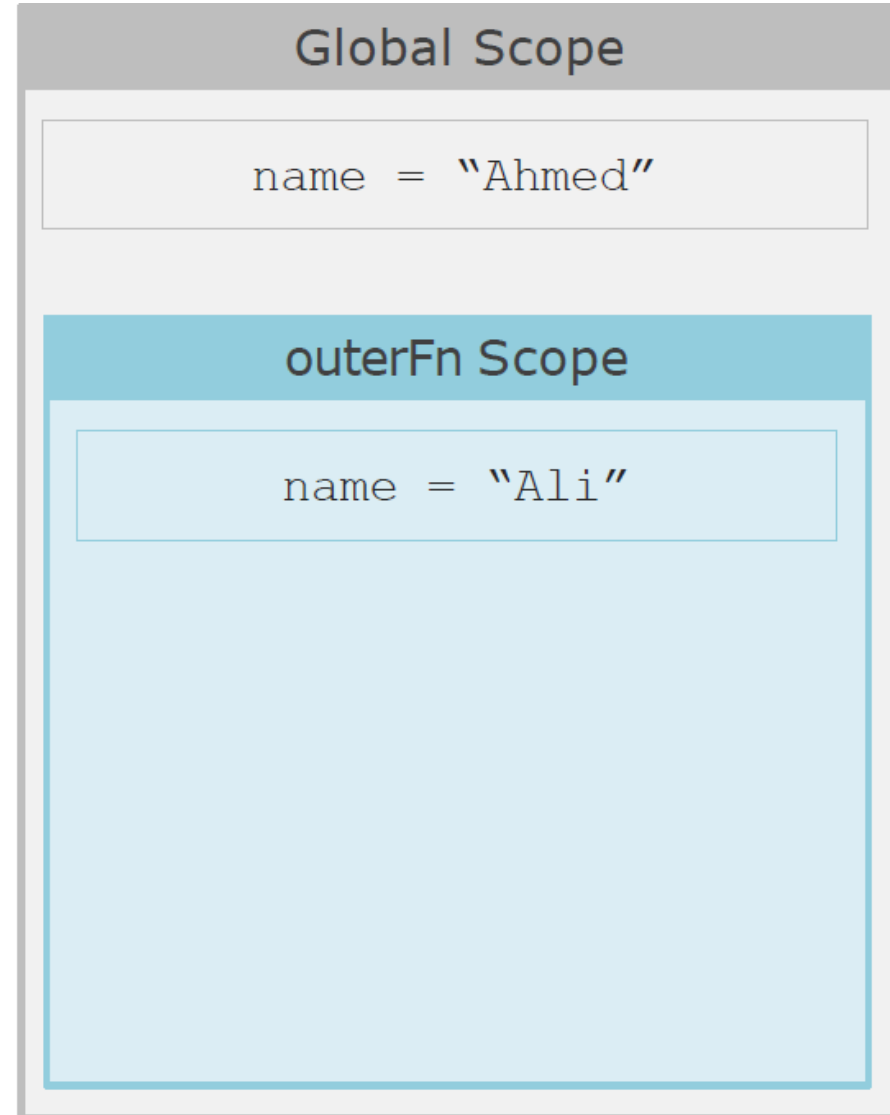 Global Scope
name = “Ahmed”
outerFn Scope
name = “Ali”